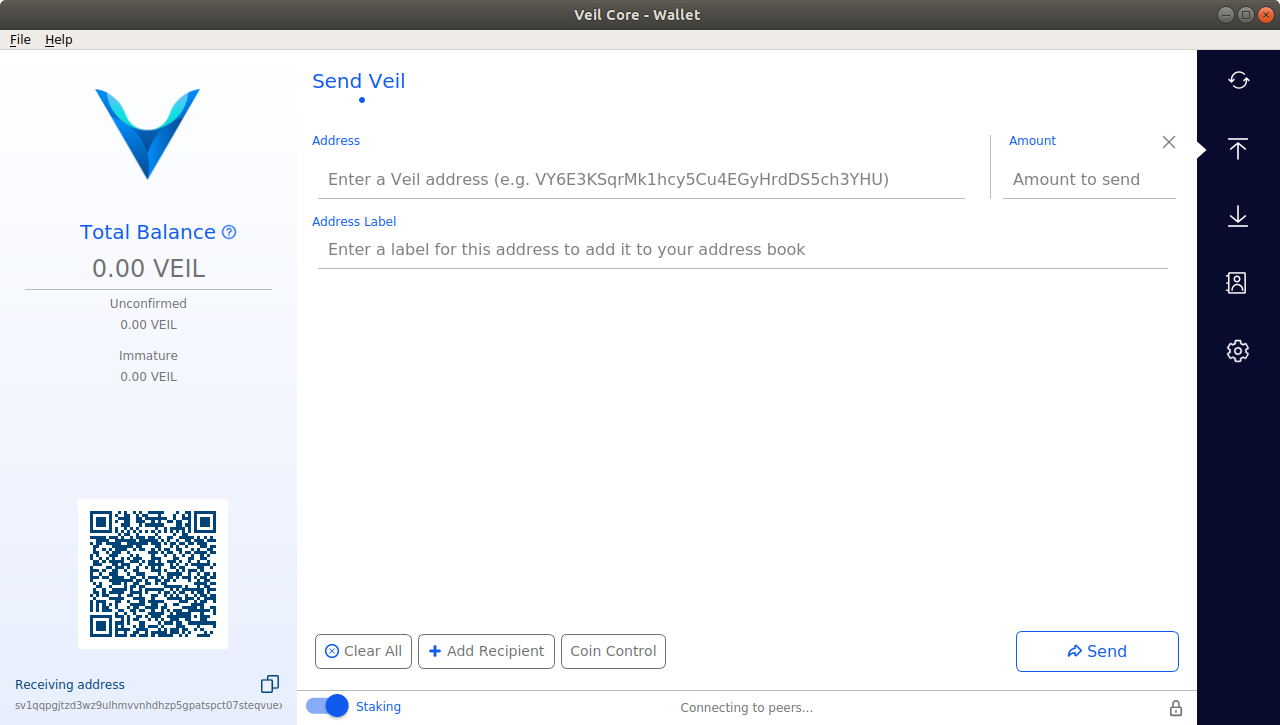 Veil Core - Wallet
File Help
Total Balance
0.00 VEIL
Unconfirmed
0.00 VEIL
Immature
0.00 VEIL
Receiving address
sv1qqpgjtzd3wz9ulhmvvnhdhzp5gpatspct07steqvuex
Send Veil
Address
Enter a Veil address (e.g. VY6E3KSqrMk1hcy5Cu4EGyHrdDS5ch3YHU)
Amount
Amount to send
Address Label
Enter a label for this address to add it to your address book
Clear All
Add Recipient
Coin Control
Send
Staking
Connecting to peers...